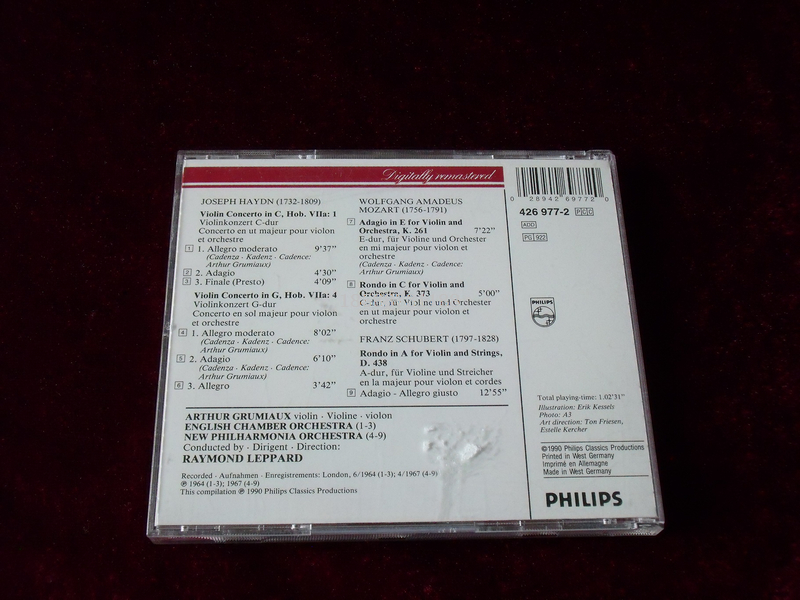 Digitally remastered
JOSEPH HAYDN (1732-1809)
Violin Concerto in C, Hob. VIIa: 1
Violinkonzert C-dur
Concerto en ut majeur pour violon
et orchestre
1 1. Allegro moderato 9'37"
(Cadenza · Kadenz · Cadence:
Arthur Grumiaux)
2 2. Adagio 4'30"
3 3. Finale (Presto) 4'09"
Violin Concerto in G, Hob. VIIa: 4
Violinkonzert G-dur
Concerto en sol majeur pour violon
et orchestre
4 1. Allegro moderato 8'02"
(Cadenza · Kadenz · Cadence:
Arthur Grumiaux)
5 2. Adagio 6'10"
(Cadenza · Kadenz · Cadence:
Arthur Grumiaux)
6 3. Allegro 3'42"
WOLFGANG AMADEUS
MOZART (1756-1791)
7 Adagio in E for Violin and
Orchestra, K. 261 7'22"
E-dur, für Violine und Orchester
en mi majeur pour violon et
orchestre
(Cadenza · Kadenz · Cadence:
Arthur Grumiaux)
8 Rondo in C for Violin and
Orchestra, K. 373 5'00"
C-dur, für Violine und Orchester
en ut majeur pour violon et
orchestre
FRANZ SCHUBERT (1797-1828)
Rondo in A for Violin and Strings,
D. 438
A-dur, für Violine und Streicher
en la majeur pour violon et cordes
9 Adagio - Allegro giusto 12'55"
ARTHUR GRUMIAUX violin · Violine · violon
ENGLISH CHAMBER ORCHESTRA (1-3)
NEW PHILHARMONIA ORCHESTRA (4-9)
Conducted by · Dirigent · Direction:
RAYMOND LEPPARD
Recorded · Aufnahmen · Enregistrements: London, 6/1964 (1-3); 4/1967 (4-9)
℗ 1964 (1-3); 1967 (4-9)
This compilation ℗ 1990 Philips Classics Productions
0 28942 69772 0
426 977-2 PCC
ADD
PG 922
PHILIPS
Total playing-time: 1.02'31"
Illustration: Erik Kessels
Photo: A3
Art direction: Ton Friesen,
Estelle Kercher
©1990 Philips Classics Productions
Printed in West Germany
Imprimé en Allemagne
Made in West Germany
PHILIPS